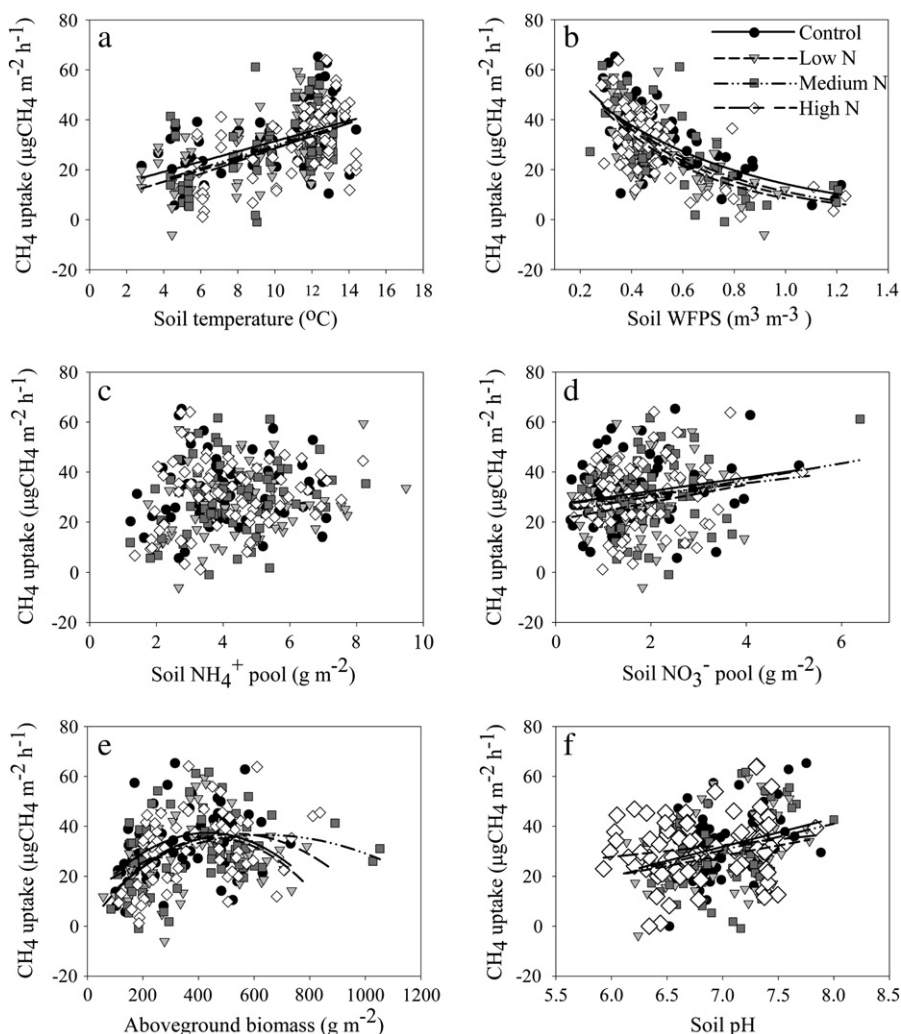 a
CH4 uptake (µgCH4 m-2 h-1)
80
60
40
20
0
-20
0 2 4 6 8 10 12 14 16 18
Soil temperature (ºC)
b
Control
Low N
Medium N
High N
CH4 uptake (µgCH4 m-2 h-1)
80
60
40
20
0
-20
0.2 0.4 0.6 0.8 1.0 1.2 1.4
Soil WFPS (m3 m-3)
c
CH4 uptake (µgCH4 m-2 h-1)
80
60
40
20
0
-20
0 2 4 6 8 10
Soil NH4+ pool (g m-2)
d
CH4 uptake (µgCH4 m-2 h-1)
80
60
40
20
0
-20
0 2 4 6
Soil NO3- pool (g m-2)
e
CH4 uptake (µgCH4 m-2 h-1)
80
60
40
20
0
-20
0 200 400 600 800 1000 1200
Aboveground biomass (g m-2)
f
CH4 uptake (µgCH4 m-2 h-1)
80
60
40
20
0
-20
5.5 6.0 6.5 7.0 7.5 8.0 8.5
Soil pH